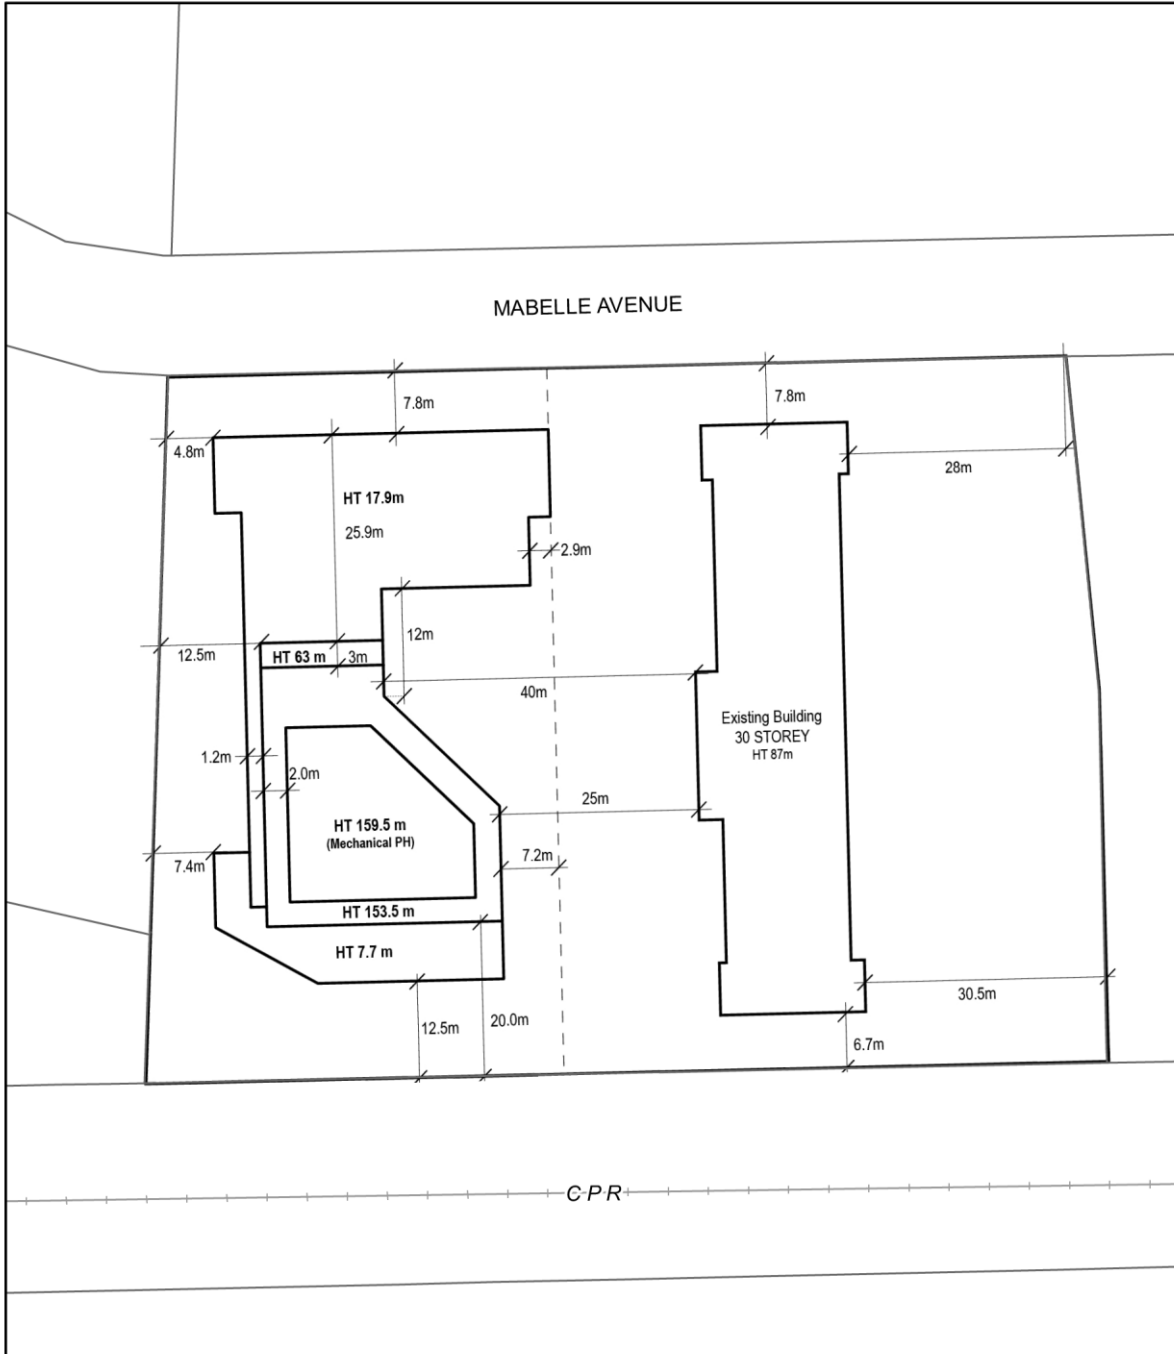 MABELLE AVENUE
7.8m
7.8m
4.8m
28m
HT 17.9m
25.9m
2.9m
12m
12.5m
HT 63 m
3m
40m
Existing Building
30 STOREY
HT 87m
1.2m
2.0m
25m
HT 159.5 m
(Mechanical PH)
7.4m
7.2m
HT 153.5 m
HT 7.7 m
30.5m
12.5m
20.0m
6.7m
CPR